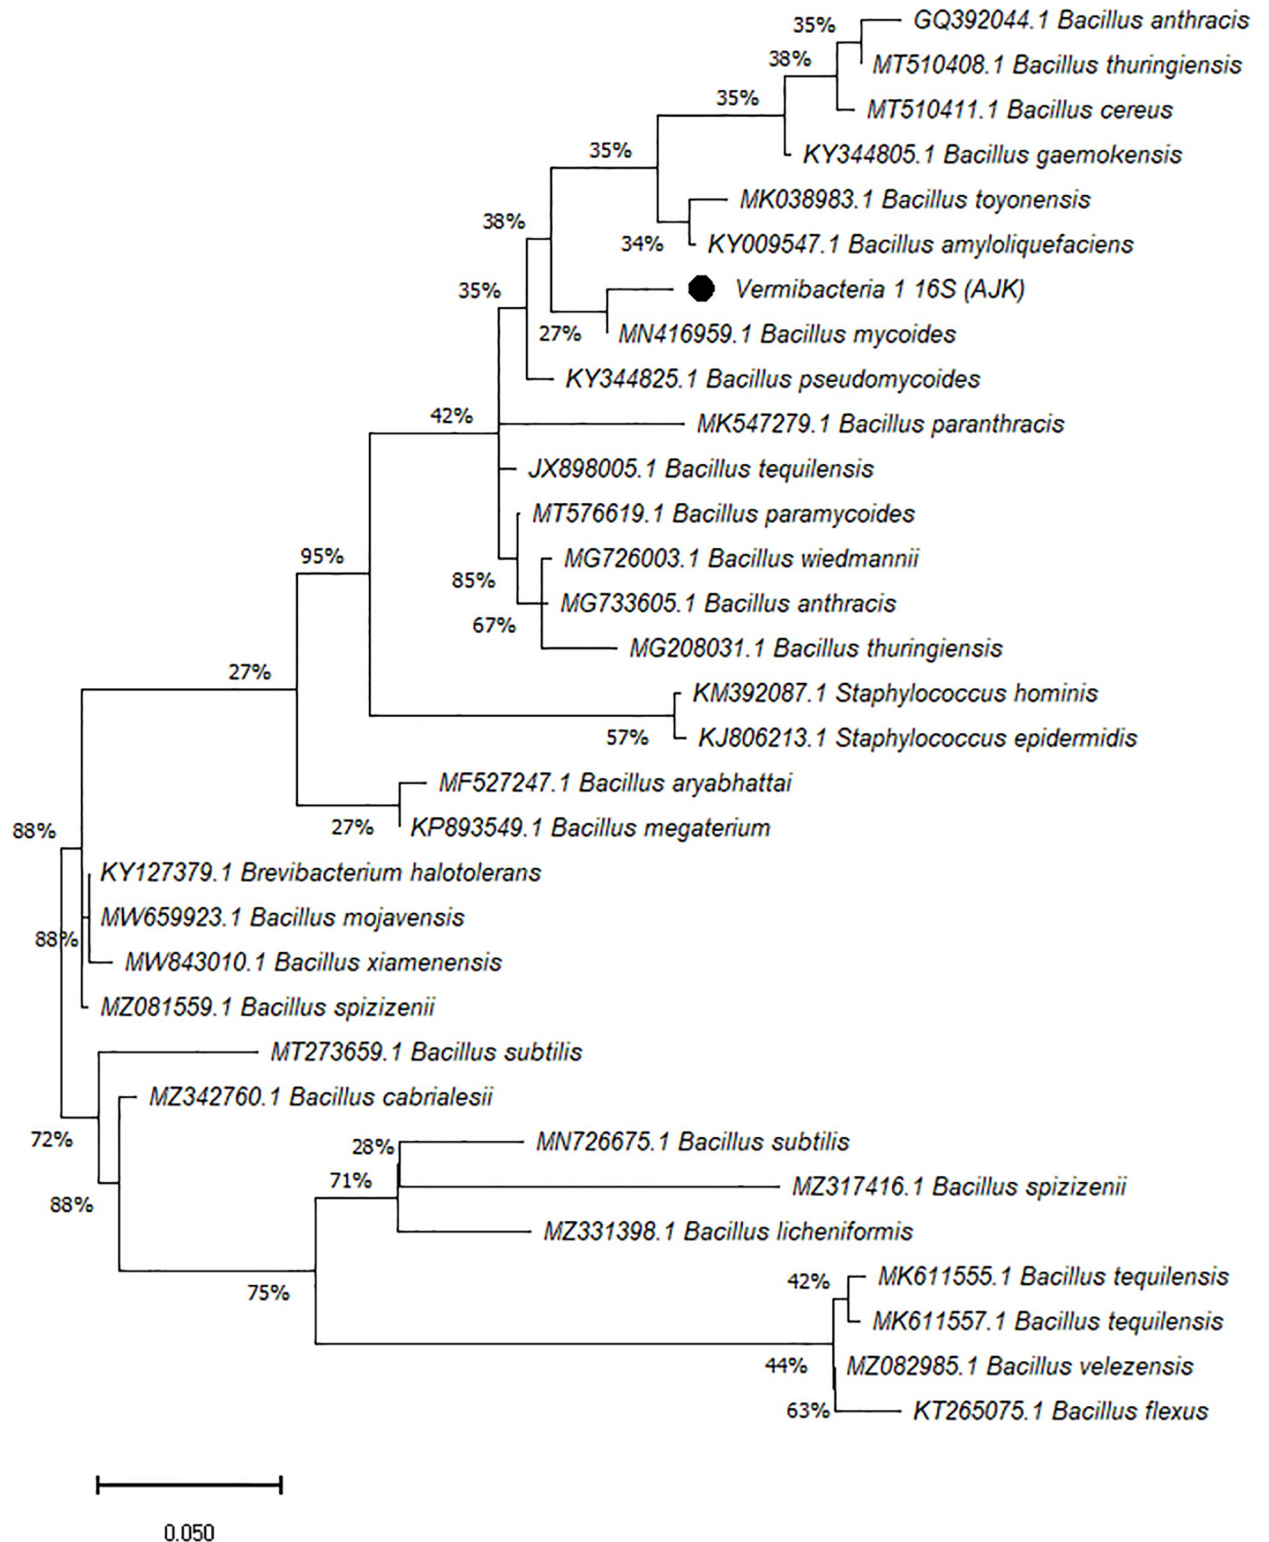 35%
GQ392044.1 Bacillus anthracis
38%
MT510408.1 Bacillus thuringiensis
35%
MT510411.1 Bacillus cereus
35%
KY344805.1 Bacillus gaemokensis
38%
MK038983.1 Bacillus toyonensis
34%
KY009547.1 Bacillus amyloliquefaciens
35%
Vermibacteria 1 16S (AJK)
27%
MN416959.1 Bacillus mycoides
KY344825.1 Bacillus pseudomycoides
42%
MK547279.1 Bacillus paranthracis
JX898005.1 Bacillus tequilensis
MT576619.1 Bacillus paramycoides
95%
MG726003.1 Bacillus wiedmannii
85%
MG733605.1 Bacillus anthracis
67%
MG208031.1 Bacillus thuringiensis
27%
KM392087.1 Staphylococcus hominis
57%
KJ806213.1 Staphylococcus epidermidis
MF527247.1 Bacillus aryabhattai
88%
27%
KP893549.1 Bacillus megaterium
KY127379.1 Brevibacterium halotolerans
MW659923.1 Bacillus mojavensis
88%
MW843010.1 Bacillus xiamenensis
MZ081559.1 Bacillus spizizenii
MT273659.1 Bacillus subtilis
MZ342760.1 Bacillus cabrialesii
72%
28%
MN726675.1 Bacillus subtilis
71%
MZ317416.1 Bacillus spizizenii
88%
MZ331398.1 Bacillus licheniformis
75%
42%
MK611555.1 Bacillus tequilensis
MK611557.1 Bacillus tequilensis
44%
MZ082985.1 Bacillus velezensis
63%
KT265075.1 Bacillus flexus
0.050